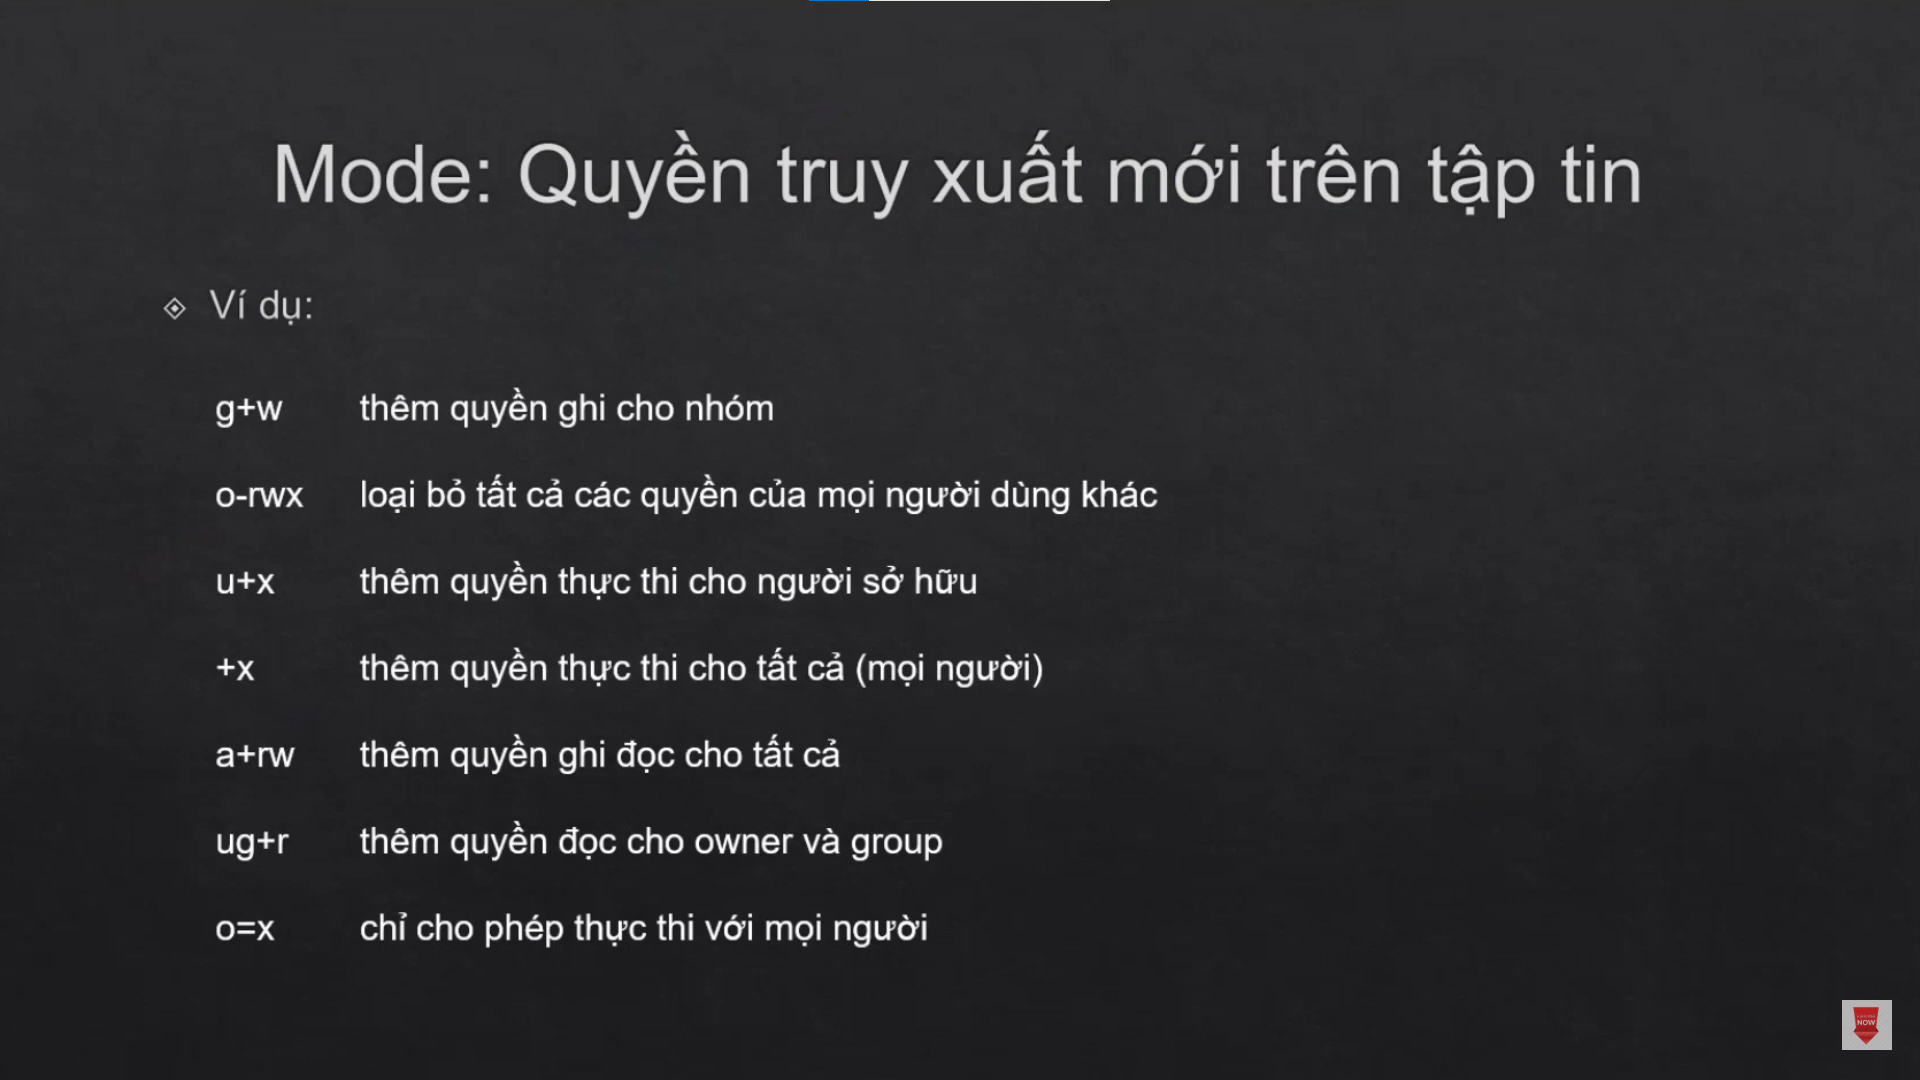 Mode: Quyền truy xuất mới trên tập tin
Ví dụ:
g+w thêm quyền ghi cho nhóm
o-rwx loại bỏ tất cả các quyền của mọi người dùng khác
u+x thêm quyền thực thi cho người sở hữu
+x thêm quyền thực thi cho tất cả (mọi người)
a+rw thêm quyền ghi đọc cho tất cả
ug+r thêm quyền đọc cho owner và group
o=x chỉ cho phép thực thi với mọi người
NOW